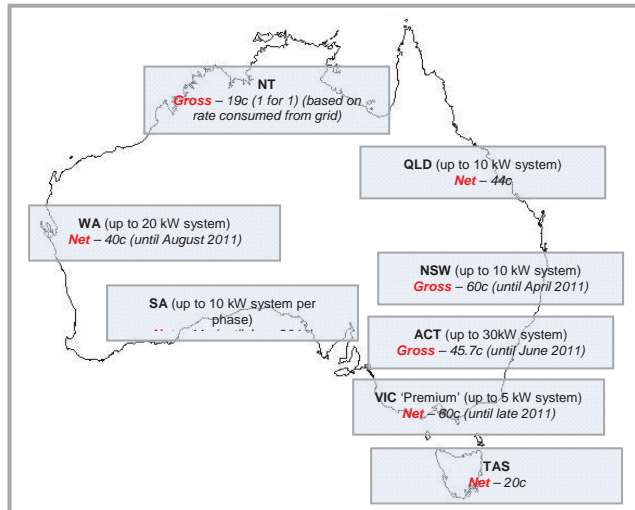 NT
Gross – 19c (1 for 1) (based on
rate consumed from grid)
QLD (up to 10 kW system)
Net – 44c
WA (up to 20 kW system)
Net – 40c (until August 2011)
NSW (up to 10 kW system)
Gross – 60c (until April 2011)
SA (up to 10 kW system per
phase)
ACT (up to 30kW system)
Gross – 45.7c (until June 2011)
VIC 'Premium' (up to 5 kW system)
Net – 60c (until late 2011)
TAS
Net – 20c